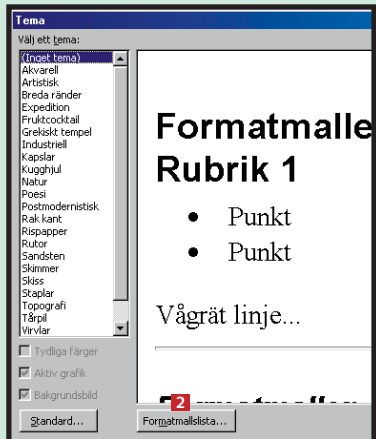 Tema
Välj ett tema:
(Inget tema)
Akvarell
Artistisk
Breda ränder
Expedition
Fruktcocktail
Grekiskt tempel
Industriell
Kapslar
Kugghjul
Natur
Poesi
Postmodernistisk
Rak kant
Rispapper
Rutor
Sandsten
Skimmer
Skiss
Staplar
Topografi
Tårpil
Virvlar
Tydliga färger
Aktiv grafik
Bakgrundsbild
Standard...
Formatmalle
Rubrik 1
• Punkt
• Punkt
Vågrät linje...
2
Formatmallslista...